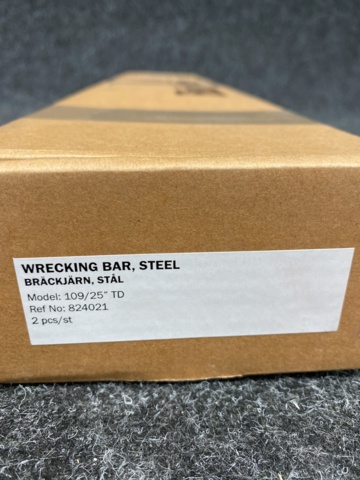 WRECKING BAR, STEEL
BRÄCKJÄRN, STÅL
Model: 109/25" TD
Ref No: 824021
2 pcs/st